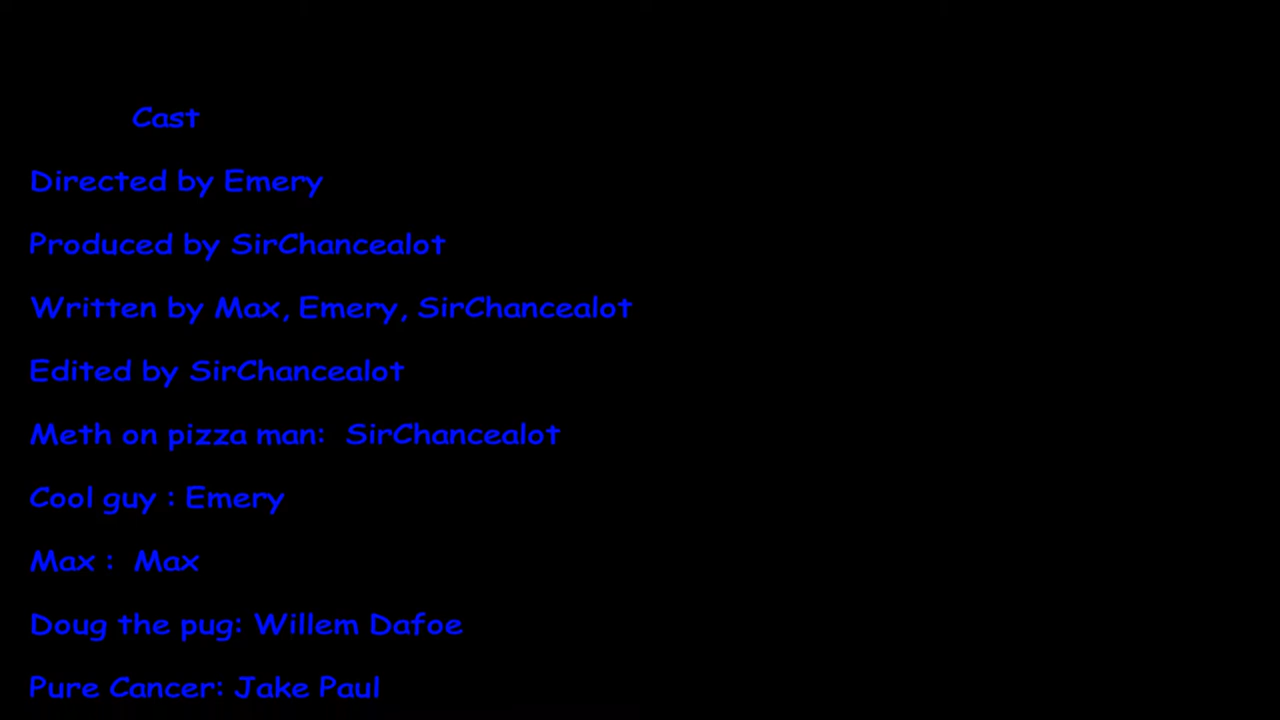 Cast
Directed by Emery
Produced by SirChancealot
Written by Max, Emery, SirChancealot
Edited by SirChancealot
Meth on pizza man:  SirChancealot
Cool guy : Emery
Max :  Max
Doug the pug: Willem Dafoe
Pure Cancer: Jake Paul